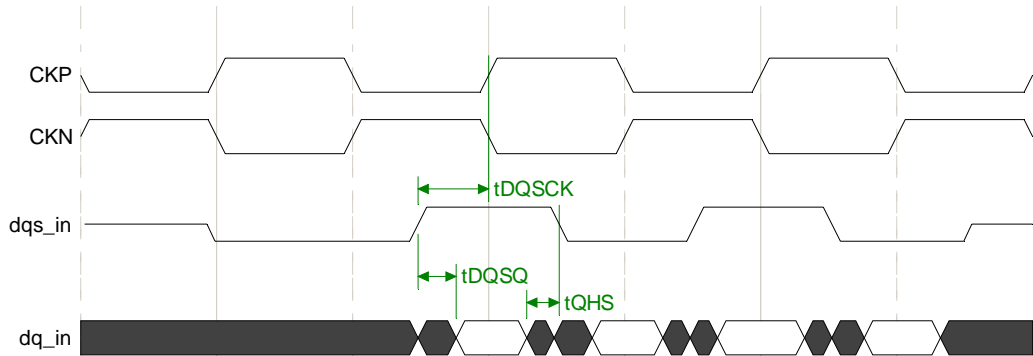 CKP
CKN
tDQSCK
dqs_in
tDQSQ
tQHS
dq_in